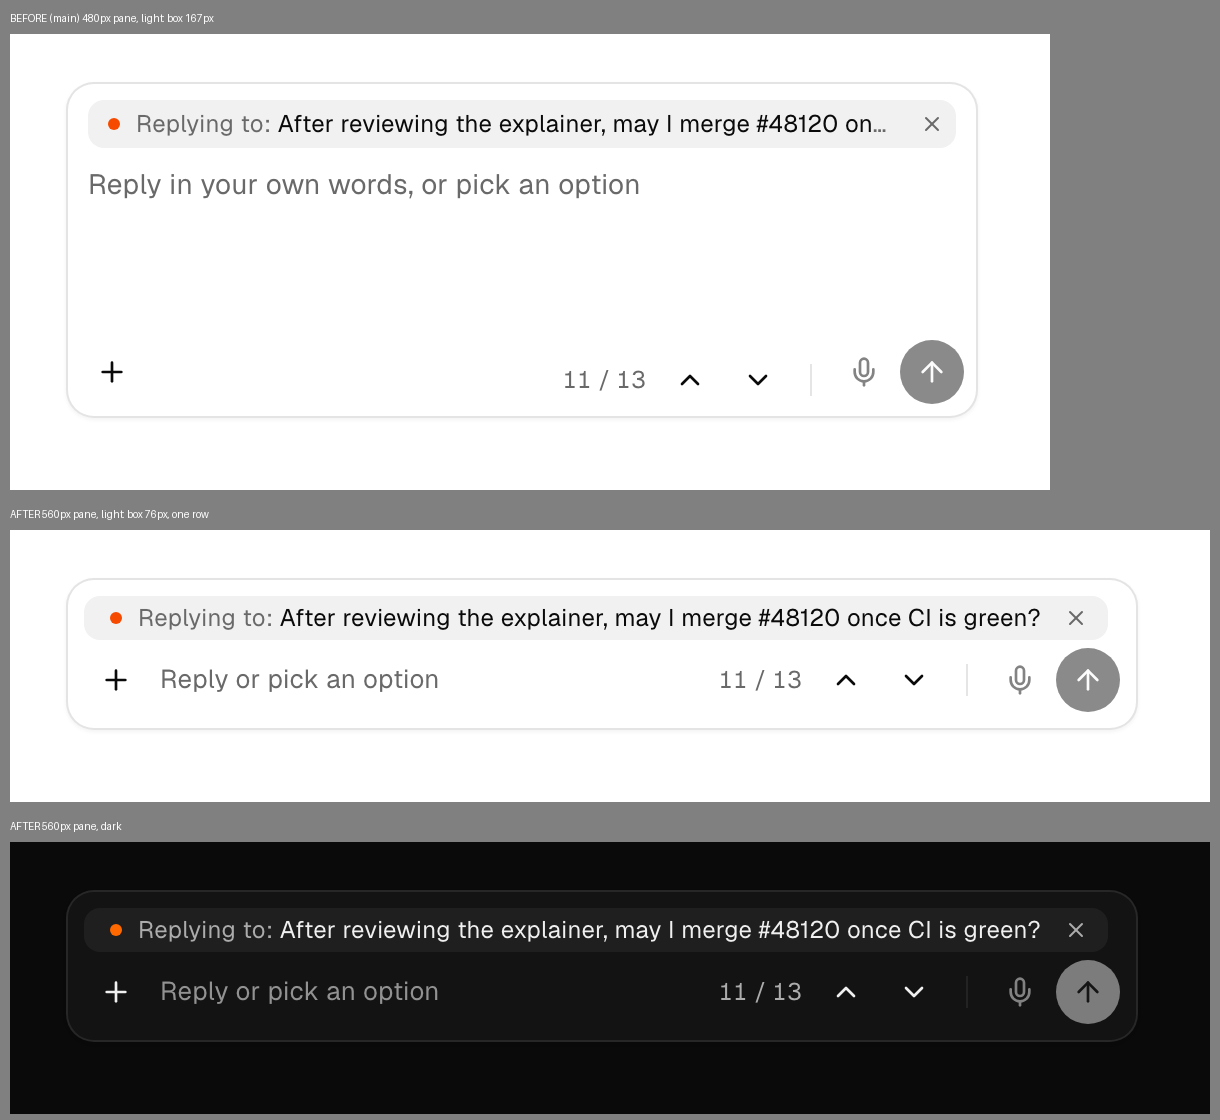 BEFORE (main) 480px pane, light: box 167px
Replying to: After reviewing the explainer, may I merge #48120 on…
Reply in your own words, or pick an option
11 / 13
AFTER 560px pane, light: box 76px, one row
Replying to: After reviewing the explainer, may I merge #48120 once CI is green?
Reply or pick an option 11 / 13
AFTER 560px pane, dark
Replying to: After reviewing the explainer, may I merge #48120 once CI is green?
Reply or pick an option 11 / 13